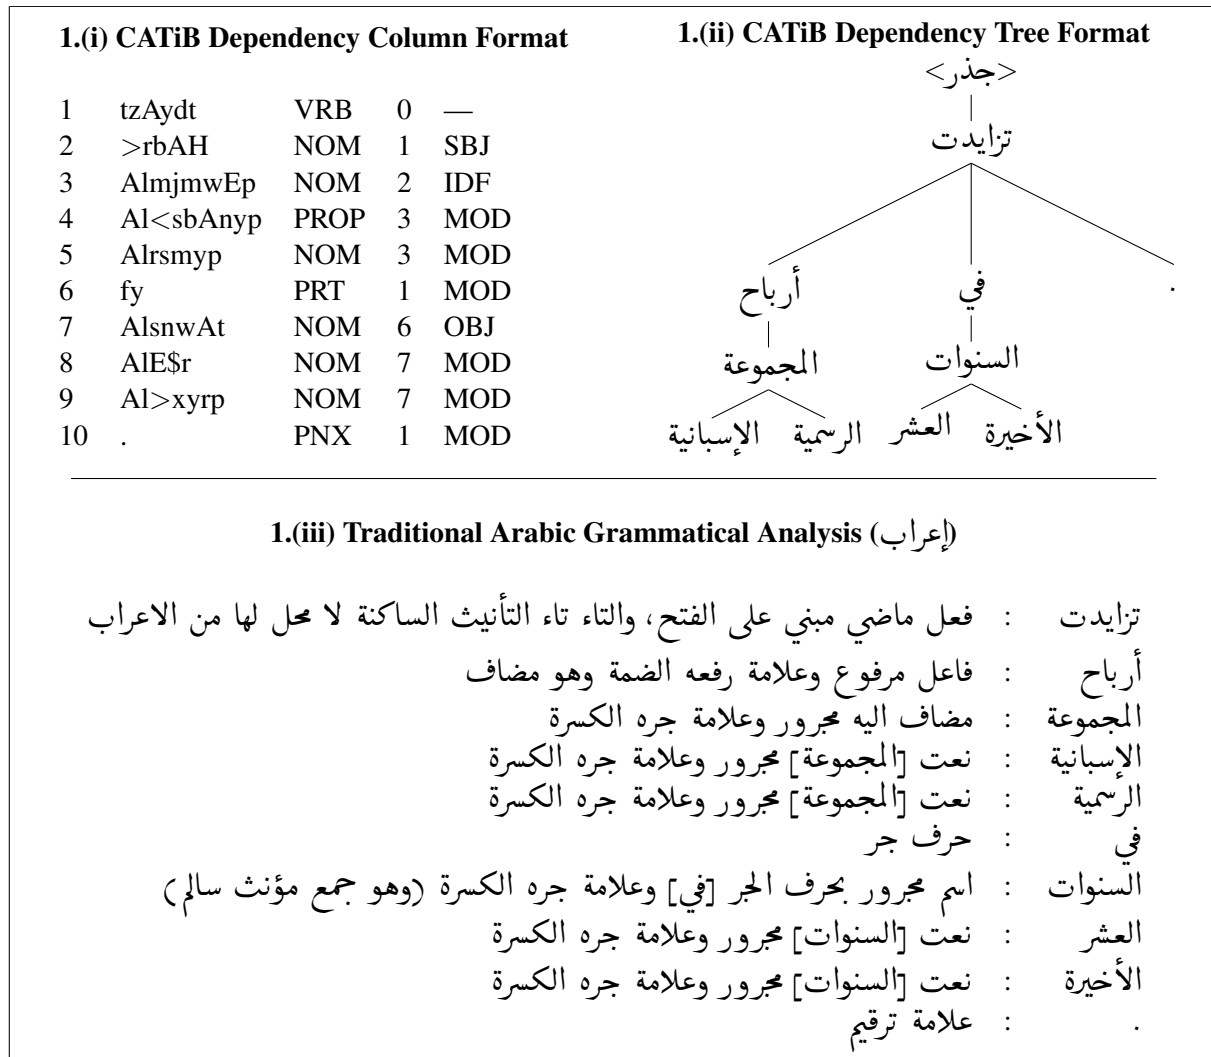 1.(i) CATiB Dependency Column Format
1 tzAydt VRB 0 —
2 >rbAH NOM 1 SBJ
3 AlmjmwEp NOM 2 IDF
4 Al<sbAnyp PROP 3 MOD
5 Alrsmyp NOM 3 MOD
6 fy PRT 1 MOD
7 AlsnwAt NOM 6 OBJ
8 AlE$r NOM 7 MOD
9 Al>xyrp NOM 7 MOD
10 . PNX 1 MOD
1.(ii) CATiB Dependency Tree Format
<جذر>
تزايدت
أرباح في .
المجموعة السنوات
الإسبانية الرسمية العشر الأخيرة
1.(iii) Traditional Arabic Grammatical Analysis (إعراب)
تزايدت : فعل ماضي مبني على الفتح، والتاء تاء التأنيث الساكنة لا محل لها من الاعراب
أرباح : فاعل مرفوع وعلامة رفعه الضمة وهو مضاف
المجموعة : مضاف اليه مجرور وعلامة جره الكسرة
الإسبانية : نعت [المجموعة] مجرور وعلامة جره الكسرة
الرسمية : نعت [المجموعة] مجرور وعلامة جره الكسرة
في : حرف جر
السنوات : اسم مجرور بحرف الجر [في] وعلامة جره الكسرة (وهو جمع مؤنث سالم)
العشر : نعت [السنوات] مجرور وعلامة جره الكسرة
الأخيرة : نعت [السنوات] مجرور وعلامة جره الكسرة
. : علامة ترقيم